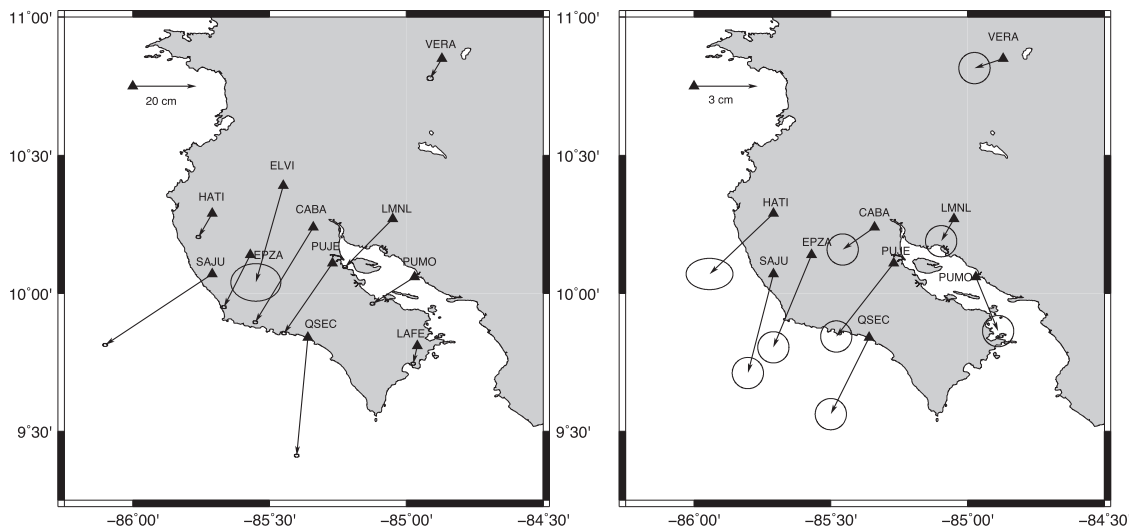 11˚00'
10˚30'
10˚00'
9˚30'
−86˚00'
−85˚30'
−85˚00'
−84˚30'
20 cm
VERA
ELVI
HATI
CABA
LMNL
PUJE
EPZA
SAJU
PUMO
QSEC
LAFE
11˚00'
10˚30'
10˚00'
9˚30'
−86˚00'
−85˚30'
−85˚00'
−84˚30'
3 cm
VERA
HATI
CABA
LMNL
EPZA
PUJE
SAJU
PUMO
QSEC